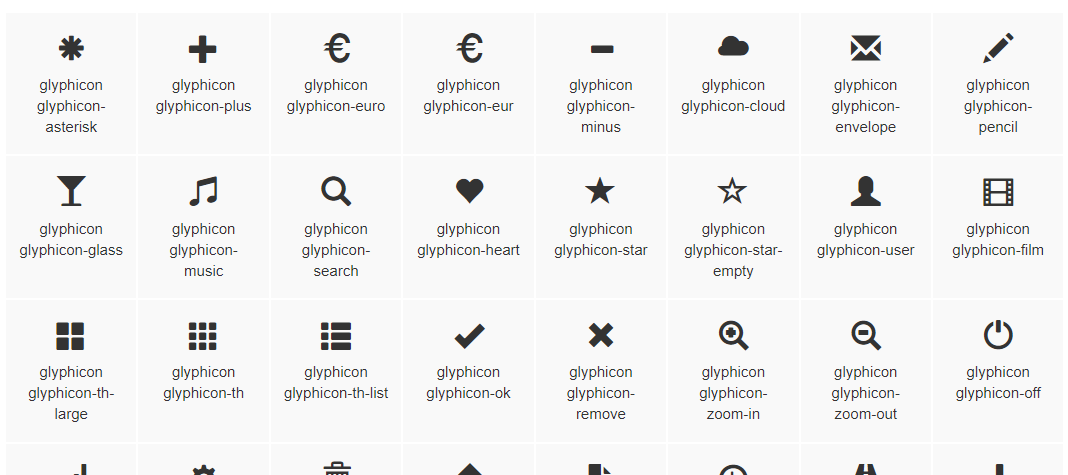 glyphicon
glyphicon-
asterisk
glyphicon
glyphicon-plus
glyphicon
glyphicon-euro
glyphicon
glyphicon-eur
glyphicon
glyphicon-
minus
glyphicon
glyphicon-cloud
glyphicon
glyphicon-
envelope
glyphicon
glyphicon-
pencil
glyphicon
glyphicon-glass
glyphicon
glyphicon-
music
glyphicon
glyphicon-
search
glyphicon
glyphicon-heart
glyphicon
glyphicon-star
glyphicon
glyphicon-star-
empty
glyphicon
glyphicon-user
glyphicon
glyphicon-film
glyphicon
glyphicon-th-
large
glyphicon
glyphicon-th
glyphicon
glyphicon-th-list
glyphicon
glyphicon-ok
glyphicon
glyphicon-
remove
glyphicon
glyphicon-
zoom-in
glyphicon
glyphicon-
zoom-out
glyphicon
glyphicon-off